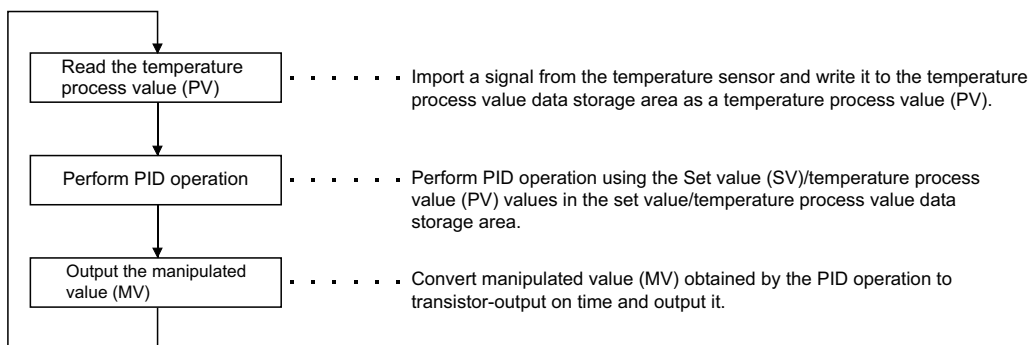 Read the temperature
process value (PV)
Import a signal from the temperature sensor and write it to the temperature
process value data storage area as a temperature process value (PV).
Perform PID operation
Perform PID operation using the Set value (SV)/temperature process
value (PV) values in the set value/temperature process value data
storage area.
Output the manipulated
value (MV)
Convert manipulated value (MV) obtained by the PID operation to
transistor-output on time and output it.